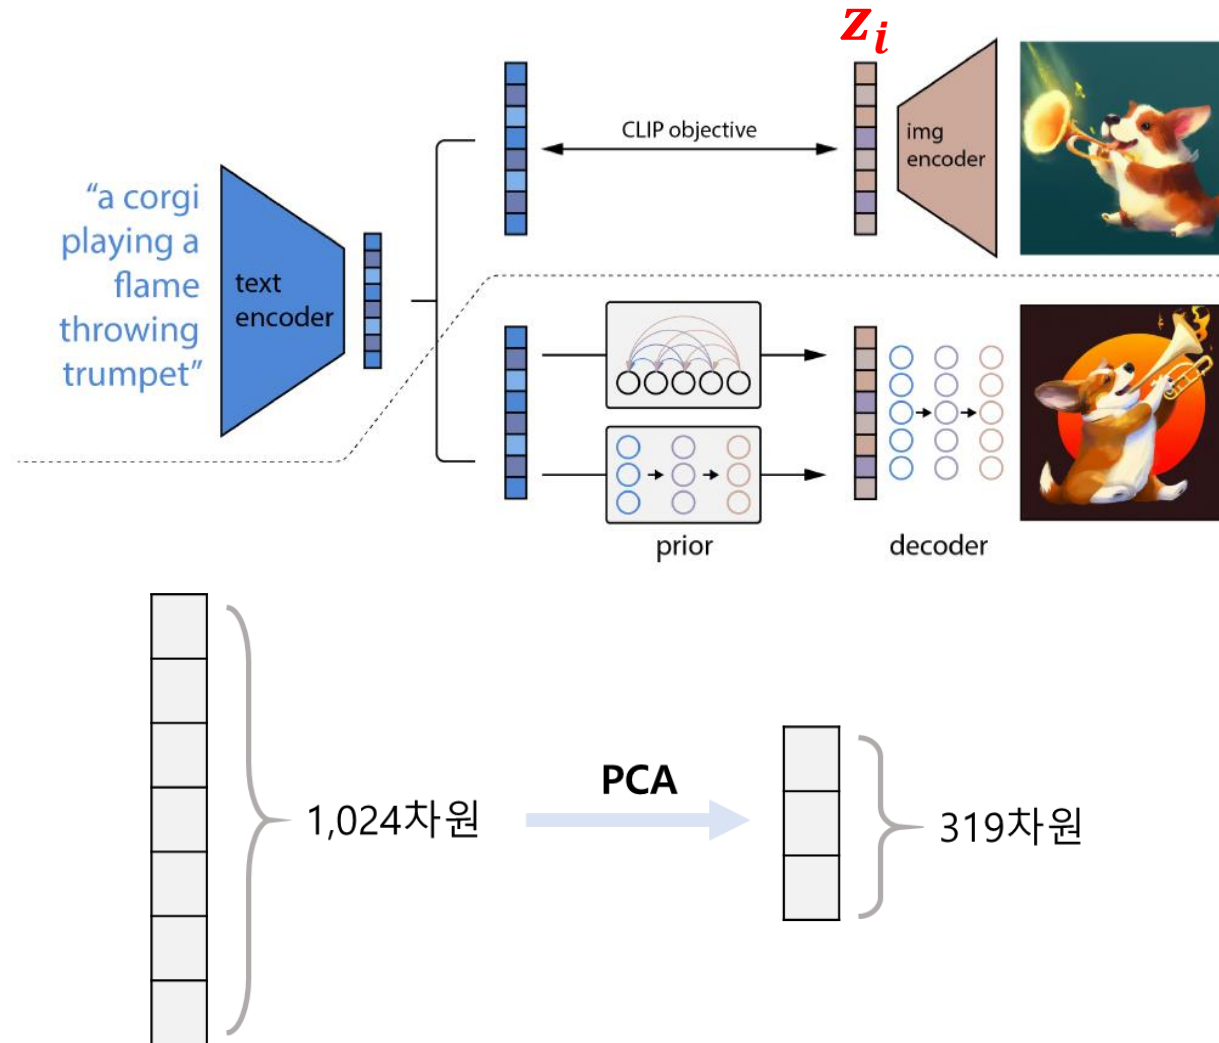 z_i
CLIP objective
img
encoder
“a corgi
playing a
flame
throwing
trumpet”
text
encoder
prior
decoder
1,024차원
PCA
319차원